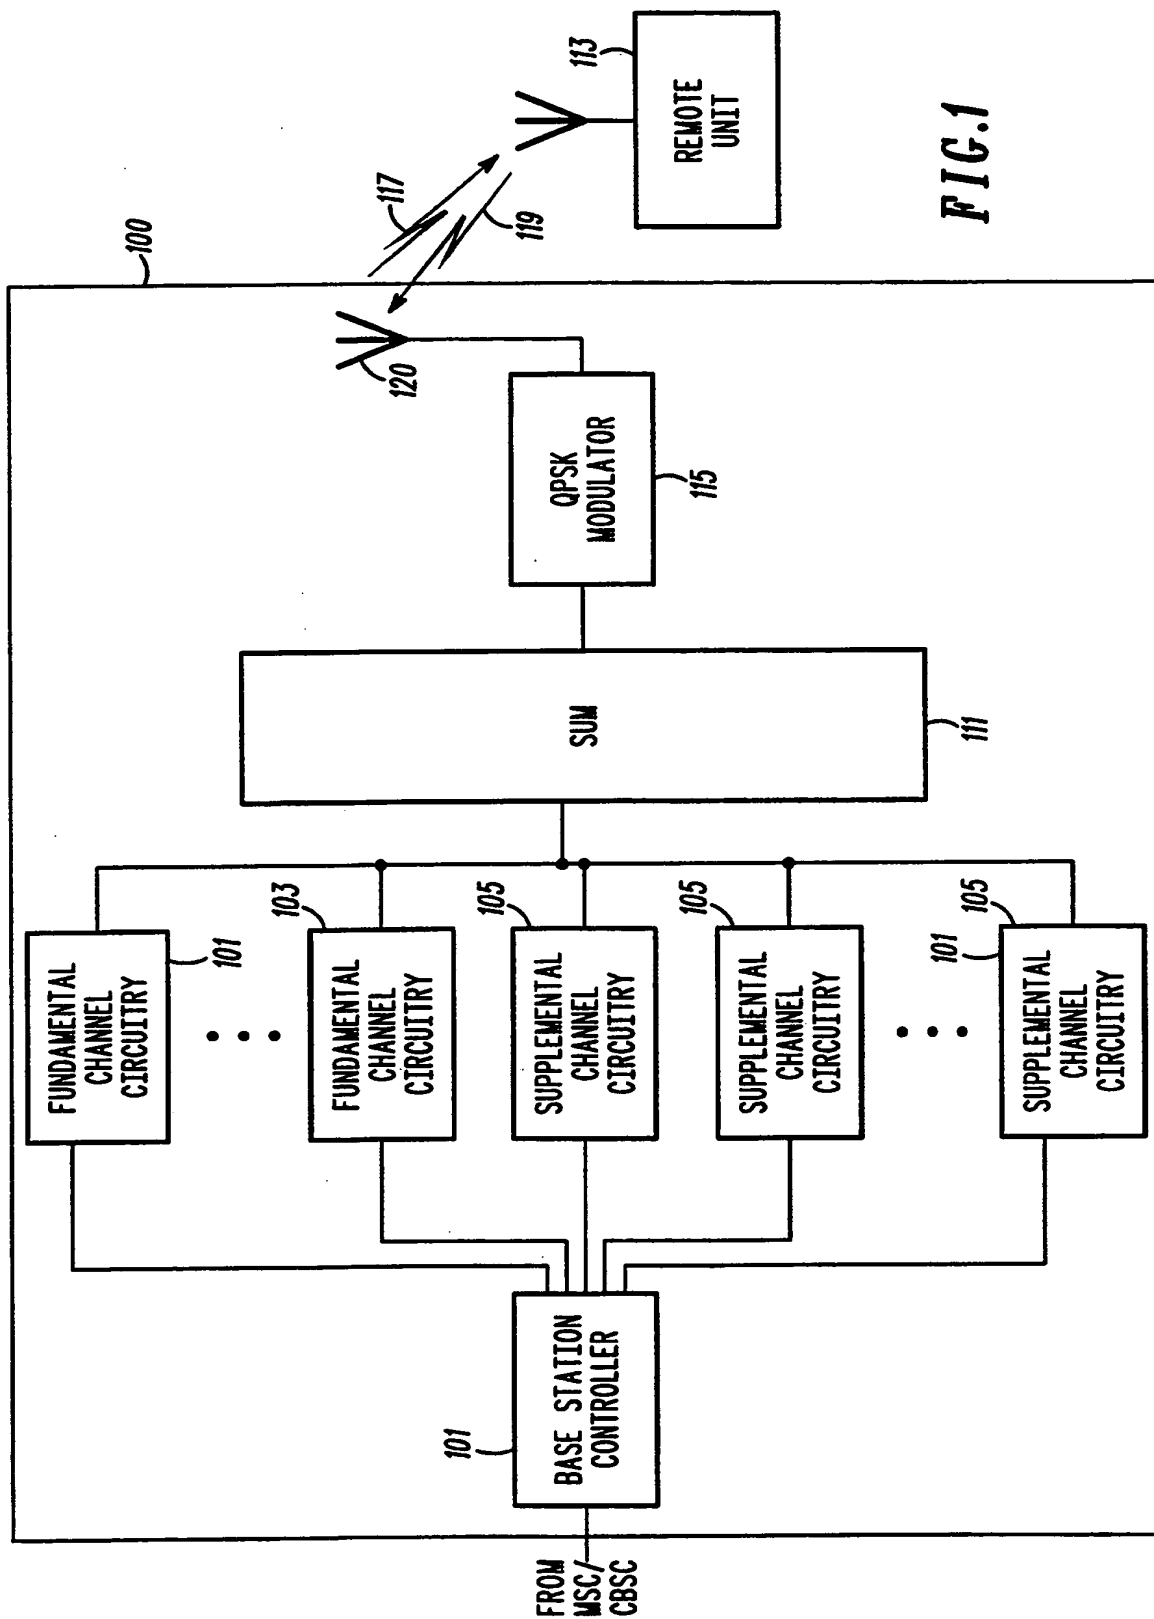 100
FROM
MSC/
CBSC
101
BASE STATION
CONTROLLER
FUNDAMENTAL
CHANNEL
CIRCUITRY
101
FUNDAMENTAL
CHANNEL
CIRCUITRY
103
SUPPLEMENTAL
CHANNEL
CIRCUITRY
105
SUPPLEMENTAL
CHANNEL
CIRCUITRY
105
SUPPLEMENTAL
CHANNEL
CIRCUITRY
101
105
SUM
111
QPSK
MODULATOR
115
120
117
119
113
REMOTE
UNIT
FIG.1